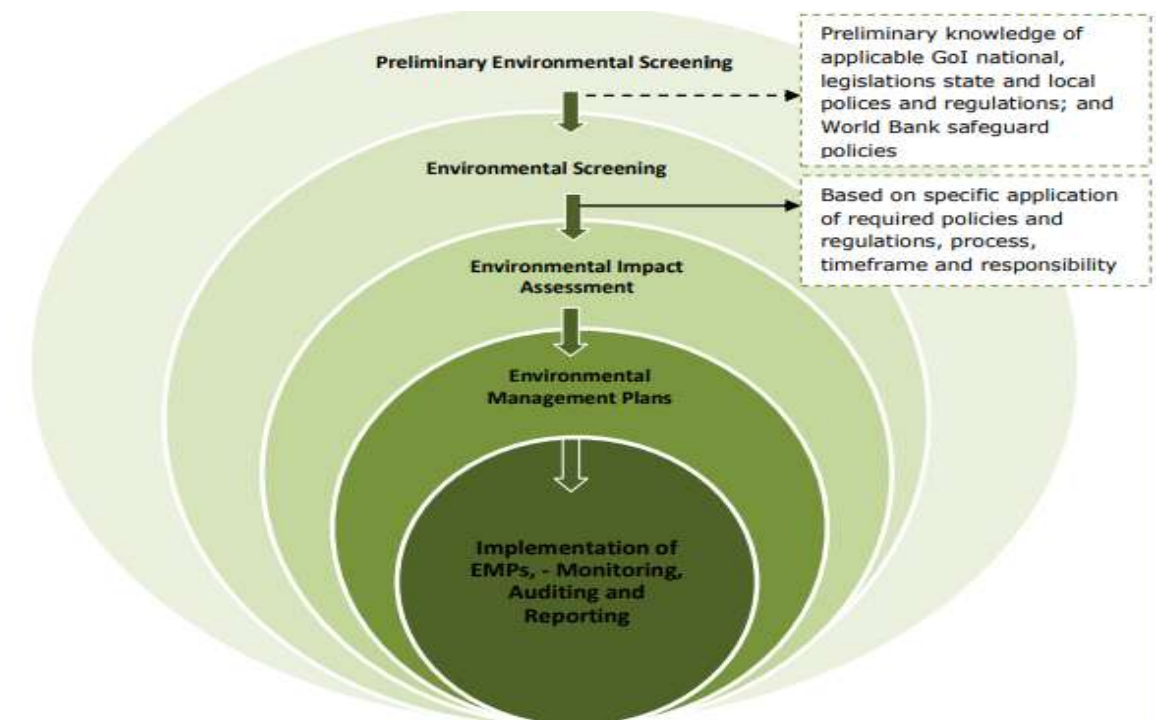 Preliminary Environmental Screening
Preliminary knowledge of
applicable GoI national,
legislations state and local
polices and regulations; and
World Bank safeguard
policies
Environmental Screening
Based on specific application
of required policies and
regulations, process,
timeframe and responsibility
Environmental Impact
Assessment
Environmental
Management Plans
Implementation of
EMPs, - Monitoring,
Auditing and
Reporting